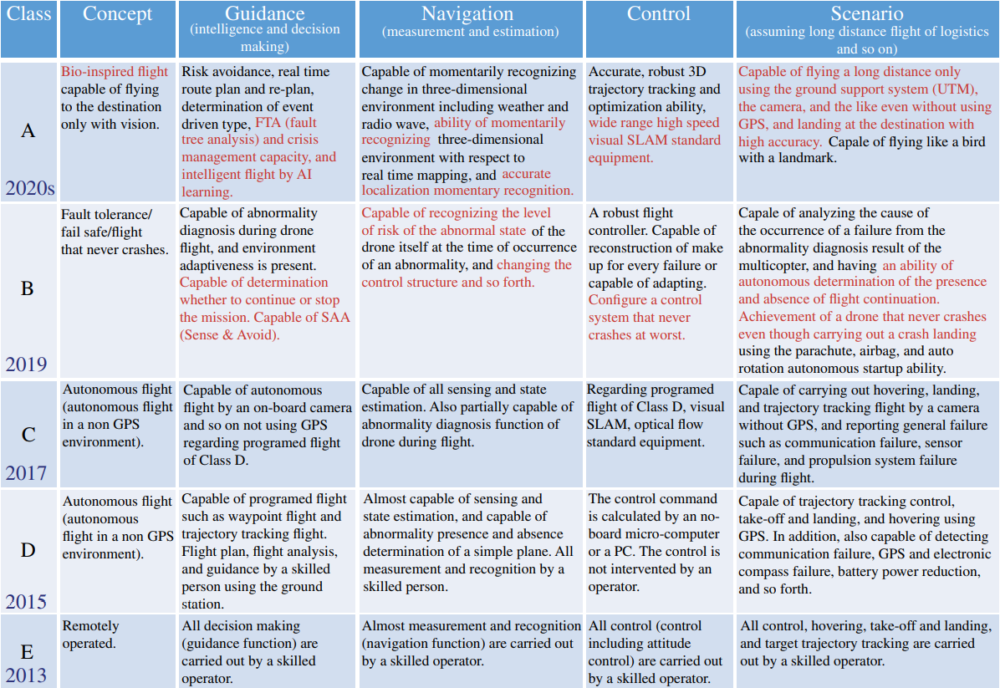 Class
Concept
Guidance
(intelligence and decision
making)
Navigation
(measurement and estimation)
Control
Scenario
(assuming long distance flight of logistics
and so on)
A
2020s
Bio-inspired flight
capable of flying
to the destination
only with vision.
Risk avoidance, real time
route plan and re-plan,
determination of event
driven type, FTA (fault
tree analysis) and crisis
management capacity, and
intelligent flight by AI
learning.
Capable of momentarily recognizing
change in three-dimensional
environment including weather and
radio wave, ability of momentarily
recognizing three-dimensional
environment with respect to
real time mapping, and accurate
localization momentary recognition.
Accurate, robust 3D
trajectory tracking and
optimization ability,
wide range high speed
visual SLAM standard
equipment.
Capable of flying a long distance only
using the ground support system (UTM),
the camera, and the like even without using
GPS, and landing at the destination with
high accuracy. Capale of flying like a bird
with a landmark.
B
2019
Fault tolerance/
fail safe/flight
that never crashes.
Capable of abnormality
diagnosis during drone
flight, and environment
adaptiveness is present.
Capable of determination
whether to continue or stop
the mission. Capable of SAA
(Sense & Avoid).
Capable of recognizing the level
of risk of the abnormal state of the
drone itself at the time of occurrence
of an abnormality, and changing the
control structure and so forth.
A robust flight
controller. Capable of
reconstruction of make
up for every failure or
capable of adapting.
Configure a control
system that never
crashes at worst.
Capale of analyzing the cause of
the occurrence of a failure from the
abnormality diagnosis result of the
multicopter, and having an ability of
autonomous determination of the presence
and absence of flight continuation.
Achievement of a drone that never crashes
even though carrying out a crash landing
using the parachute, airbag, and auto
rotation autonomous startup ability.
C
2017
Autonomous flight
(autonomous flight
in a non GPS
environment).
Capable of autonomous
flight by an on-board camera
and so on not using GPS
regarding programed flight
of Class D.
Capable of all sensing and state
estimation. Also partially capable of
abnormality diagnosis function of
drone during flight.
Regarding programed
flight of Class D, visual
SLAM, optical flow
standard equipment.
Capale of carrying out hovering, landing,
and trajectory tracking flight by a camera
without GPS, and reporting general failure
such as communication failure, sensor
failure, and propulsion system failure
during flight.
D
2015
Autonomous flight
(autonomous
flight in a non GPS
environment).
Capable of programed flight
such as waypoint flight and
trajectory tracking flight.
Flight plan, flight analysis,
and guidance by a skilled
person using the ground
station.
Almost capable of sensing and
state estimation, and capable of
abnormality presence and absence
determination of a simple plane. All
measurement and recognition by a
skilled person.
The control command
is calculated by an no-
board micro-computer
or a PC. The control is
not intervented by an
operator.
Capale of trajectory tracking control,
take-off and landing, and hovering using
GPS. In addition, also capable of detecting
communication failure, GPS and electronic
compass failure, battery power reduction,
and so forth.
E
2013
Remotely
operated.
All decision making
(guidance function) are
carried out by a skilled
operator.
Almost measurement and recognition
(navigation function) are carried out
by a skilled operator.
All control (control
including attitude
control) are carried out
by a skilled operator.
All control, hovering, take-off and landing,
and target trajectory tracking are carried
out by a skilled operator.